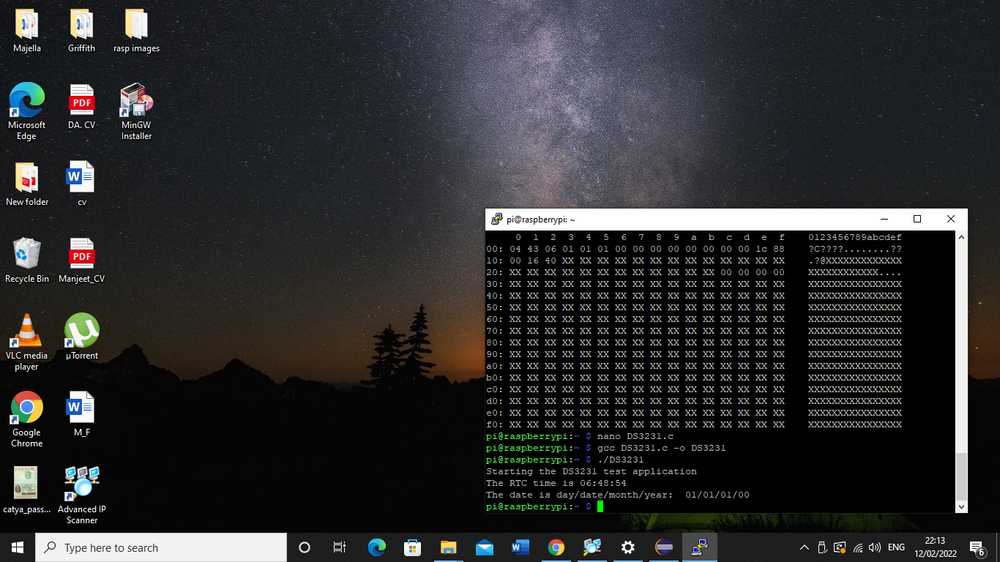 Majella
Griffith
rasp images
Microsoft
Edge
PDF
DA. CV
MinGW
Installer
New folder
W
cv
Recycle Bin
PDF
Manjeet_CV
VLC media
player
µTorrent
Google
Chrome
W
M_F
catya_pass...
Advanced IP
Scanner
pi@raspberrypi: ~
0 1 2 3 4 5 6 7 8 9 a b c d e f 0123456789abcdef
00: 04 43 06 01 01 01 00 00 00 00 00 00 00 00 1c 88 ?C????........??
10: 00 16 40 XX XX XX XX XX XX XX XX XX XX XX XX XX .?@XXXXXXXXXXXXX
20: XX XX XX XX XX XX XX XX XX XX XX XX 00 00 00 00 XXXXXXXXXXXX....
30: XX XX XX XX XX XX XX XX XX XX XX XX XX XX XX XX XXXXXXXXXXXXXXXX
40: XX XX XX XX XX XX XX XX XX XX XX XX XX XX XX XX XXXXXXXXXXXXXXXX
50: XX XX XX XX XX XX XX XX XX XX XX XX XX XX XX XX XXXXXXXXXXXXXXXX
60: XX XX XX XX XX XX XX XX XX XX XX XX XX XX XX XX XXXXXXXXXXXXXXXX
70: XX XX XX XX XX XX XX XX XX XX XX XX XX XX XX XX XXXXXXXXXXXXXXXX
80: XX XX XX XX XX XX XX XX XX XX XX XX XX XX XX XX XXXXXXXXXXXXXXXX
90: XX XX XX XX XX XX XX XX XX XX XX XX XX XX XX XX XXXXXXXXXXXXXXXX
a0: XX XX XX XX XX XX XX XX XX XX XX XX XX XX XX XX XXXXXXXXXXXXXXXX
b0: XX XX XX XX XX XX XX XX XX XX XX XX XX XX XX XX XXXXXXXXXXXXXXXX
c0: XX XX XX XX XX XX XX XX XX XX XX XX XX XX XX XX XXXXXXXXXXXXXXXX
d0: XX XX XX XX XX XX XX XX XX XX XX XX XX XX XX XX XXXXXXXXXXXXXXXX
e0: XX XX XX XX XX XX XX XX XX XX XX XX XX XX XX XX XXXXXXXXXXXXXXXX
f0: XX XX XX XX XX XX XX XX XX XX XX XX XX XX XX XX XXXXXXXXXXXXXXXX
pi@raspberrypi:~ $ nano DS3231.c
pi@raspberrypi:~ $ gcc DS3231.c -o DS3231
pi@raspberrypi:~ $ ./DS3231
Starting the DS3231 test application
The RTC time is 06:48:54
The date is day/date/month/year: 01/01/01/00
pi@raspberrypi:~ $
Type here to search
W
ENG
22:13
12/02/2022
6